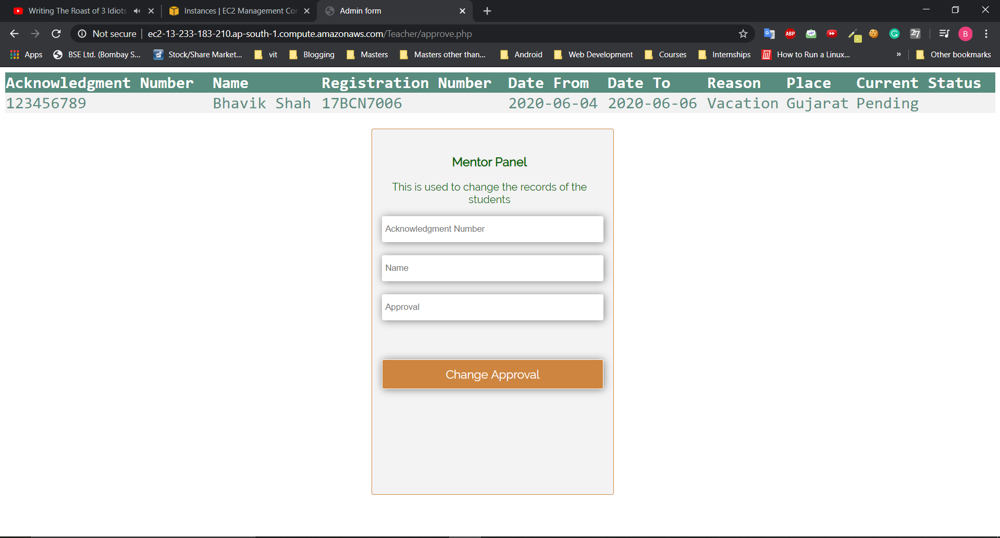 Writing The Roast of 3 Idiots
Instances | EC2 Management Con
Admin form
Not secure | ec2-13-233-183-210.ap-south-1.compute.amazonaws.com/Teacher/approve.php
ABP
27
B
Apps
BSE Ltd. (Bombay S...
Stock/Share Market...
vit
Blogging
Masters
Masters other than...
Android
Web Development
Courses
Internships
How to Run a Linux...
»
Other bookmarks
Acknowledgment Number Name Registration Number Date From Date To Reason Place Current Status
123456789 Bhavik Shah 17BCN7006 2020-06-04 2020-06-06 Vacation Gujarat Pending
Mentor Panel
This is used to change the records of the
students
Acknowledgment Number
Name
Approval
Change Approval